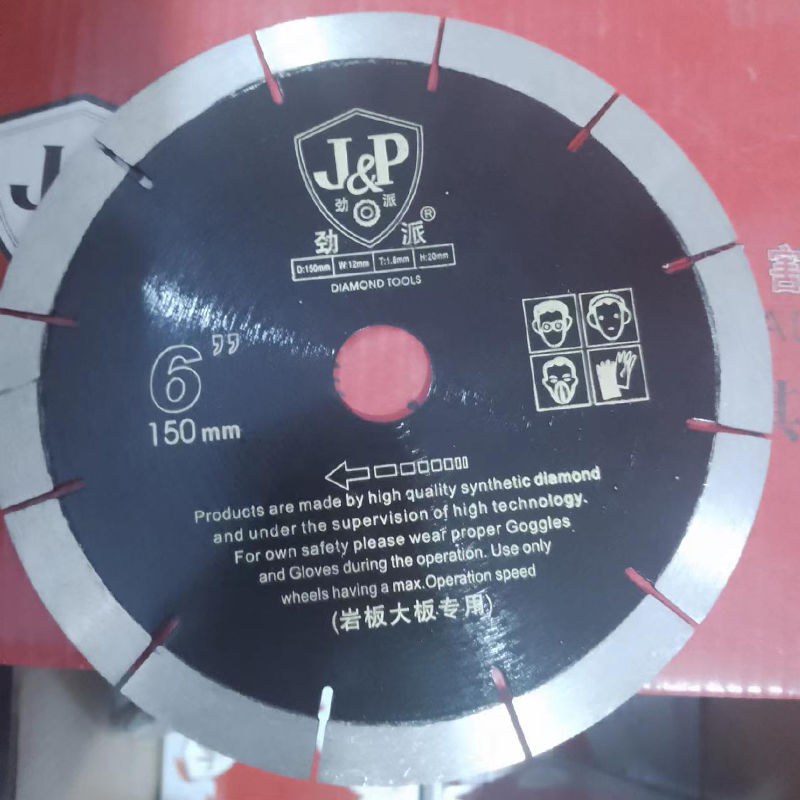 J&P
劲 派
劲 派 ®
D:150mm W:12mm T:1.8mm H:20mm
DIAMOND TOOLS
6”
150mm
Products are made by high quality synthetic diamond
and under the supervision of high technology.
For own safety please wear proper Goggles
and Gloves during the operation. Use only
wheels having a max.Operation speed
(岩板大板专用)
J